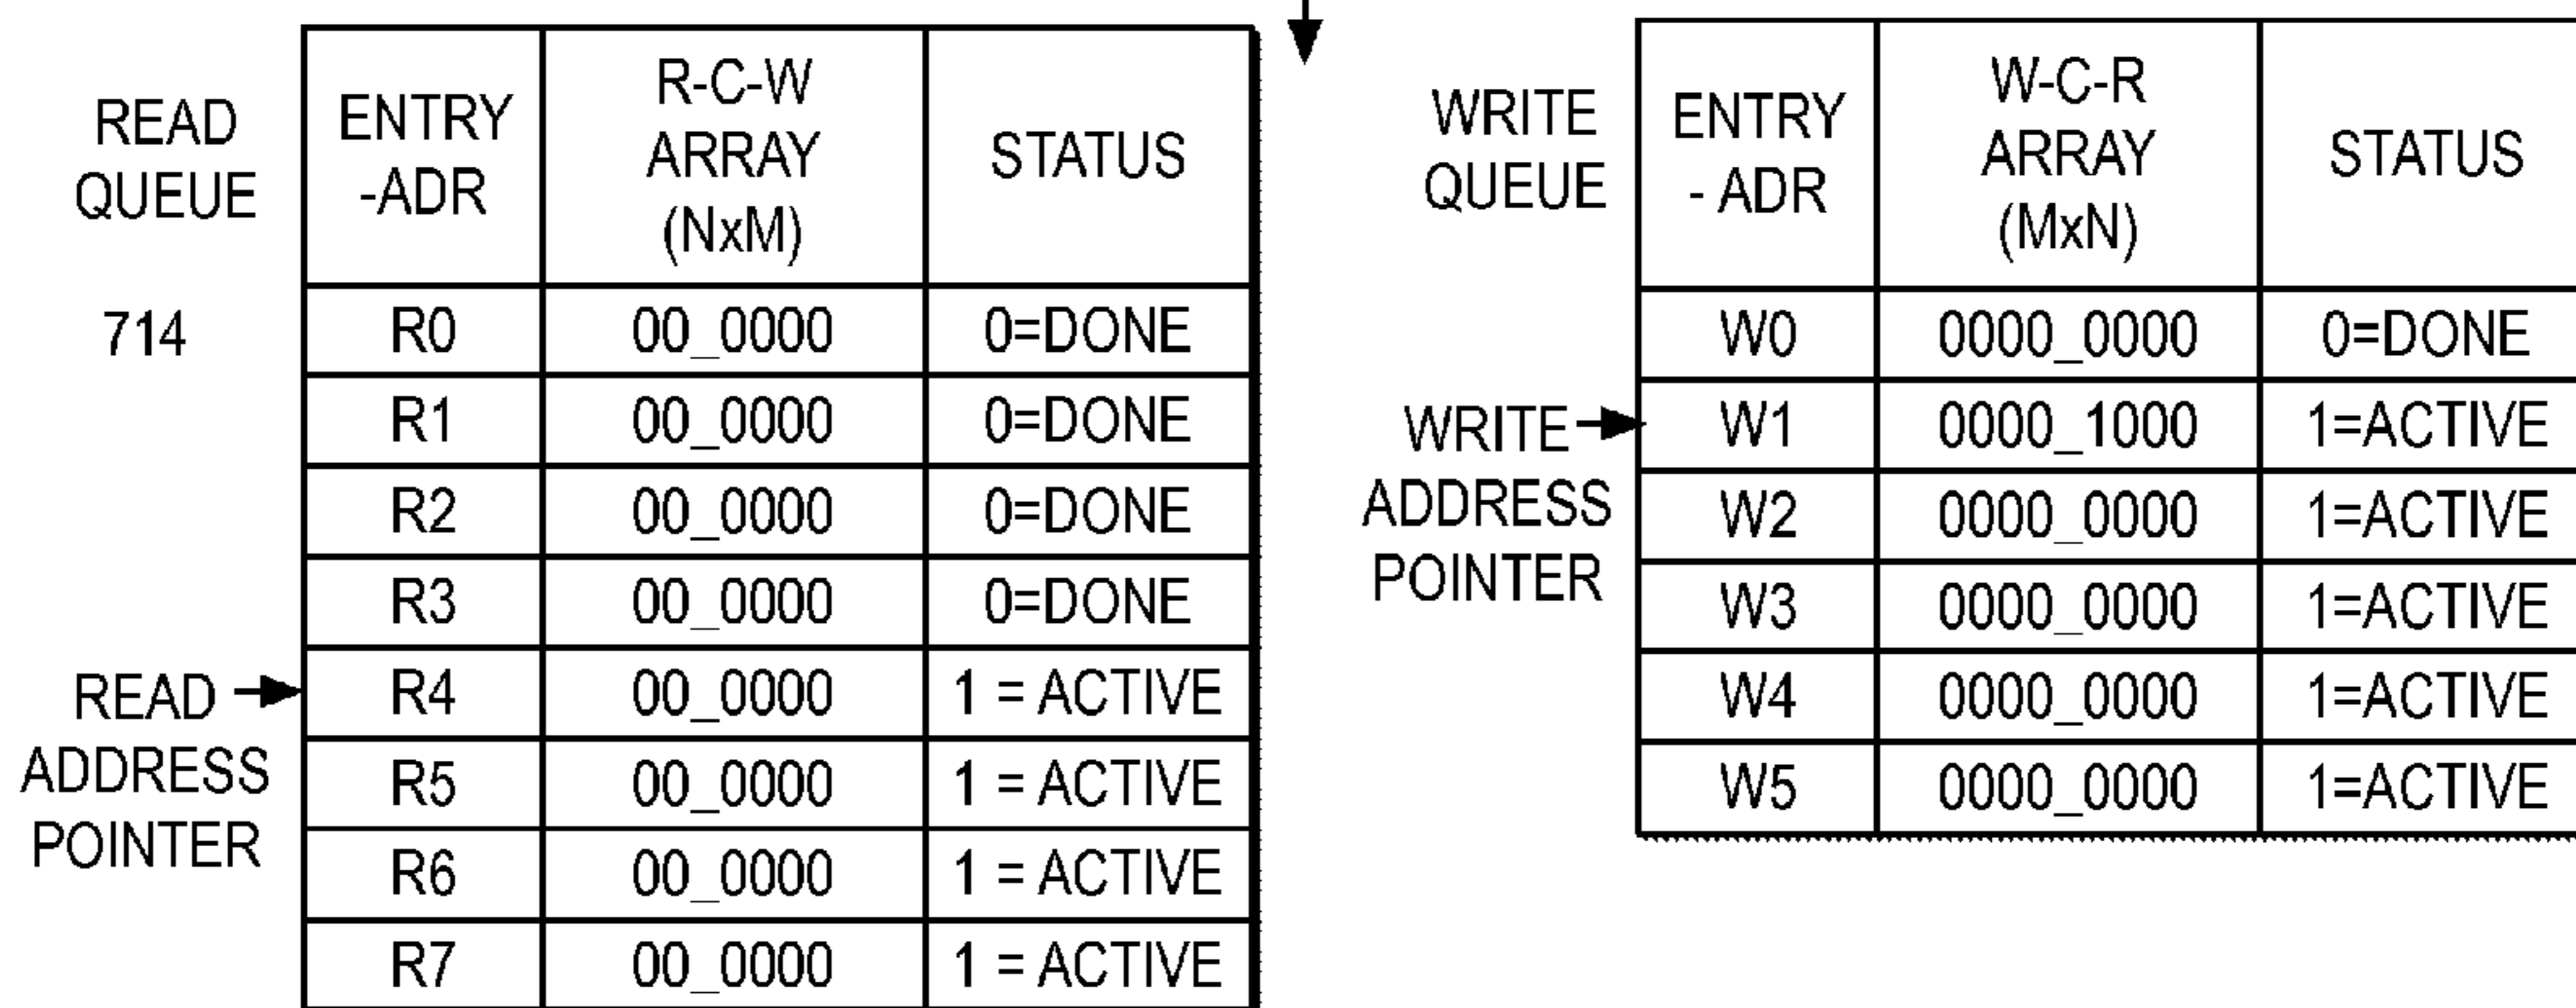 READ
QUEUE
714
READ
ADDRESS
POINTER
ENTRY
-ADR
R-C-W
ARRAY
(NxM)
STATUS
R0 00_0000 0=DONE
R1 00_0000 0=DONE
R2 00_0000 0=DONE
R3 00_0000 0=DONE
R4 00_0000 1 = ACTIVE
R5 00_0000 1 = ACTIVE
R6 00_0000 1 = ACTIVE
R7 00_0000 1 = ACTIVE
WRITE
QUEUE
WRITE
ADDRESS
POINTER
ENTRY
- ADR
W-C-R
ARRAY
(MxN)
STATUS
W0 0000_0000 0=DONE
W1 0000_1000 1=ACTIVE
W2 0000_0000 1=ACTIVE
W3 0000_0000 1=ACTIVE
W4 0000_0000 1=ACTIVE
W5 0000_0000 1=ACTIVE